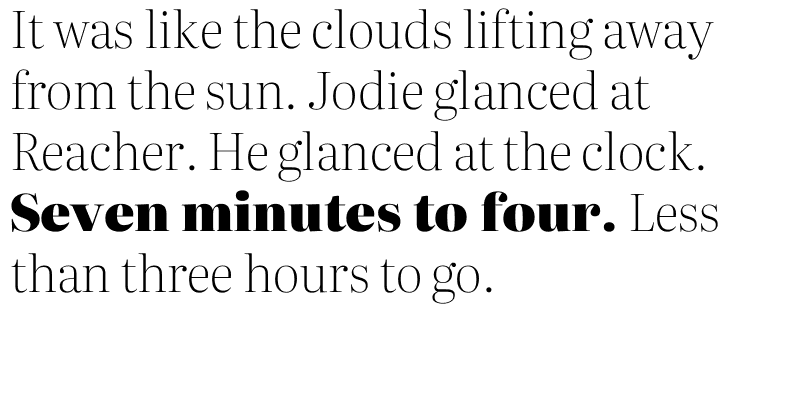 It was like the clouds lifting away
from the sun. Jodie glanced at
Reacher. He glanced at the clock.
Seven minutes to four. Less
than three hours to go.